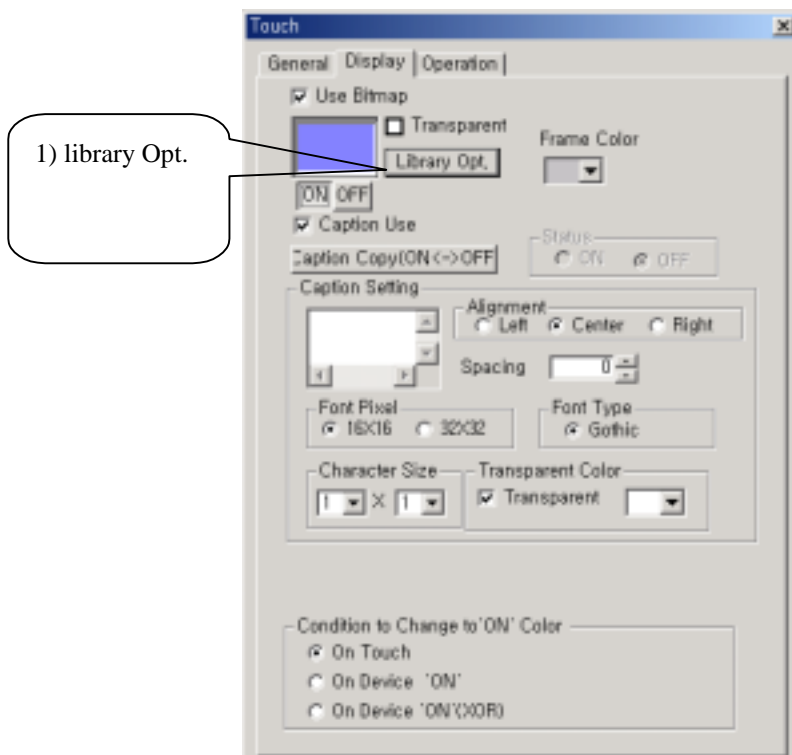 Touch
General Display Operation
Use Bitmap
Transparent
Frame Color
1) library Opt.
Library Opt.
ON OFF
Caption Use
Status
Caption Copy(ON<->OFF
ON OFF
Caption Setting
Alignment
Left Center Right
Spacing 0
Font Pixel
Font Type
16X16 32X32
Gothic
Character Size
Transparent Color
1 X 1
Transparent
Condition to Change to'ON' Color
On Touch
On Device 'ON'
On Device 'ON'(XOR)